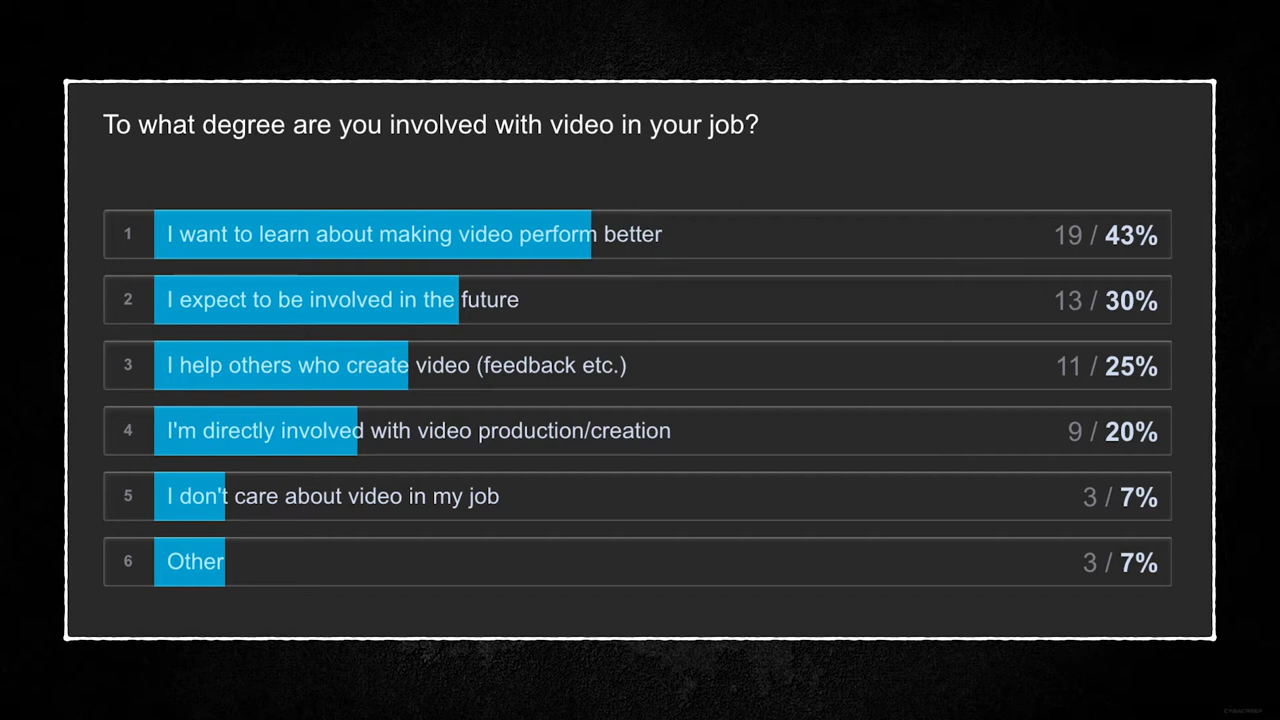 To what degree are you involved with video in your job?
1 I want to learn about making video perform better 19 / 43%
2 I expect to be involved in the future 13 / 30%
3 I help others who create video (feedback etc.) 11 / 25%
4 I'm directly involved with video production/creation 9 / 20%
5 I don't care about video in my job 3 / 7%
6 Other 3 / 7%